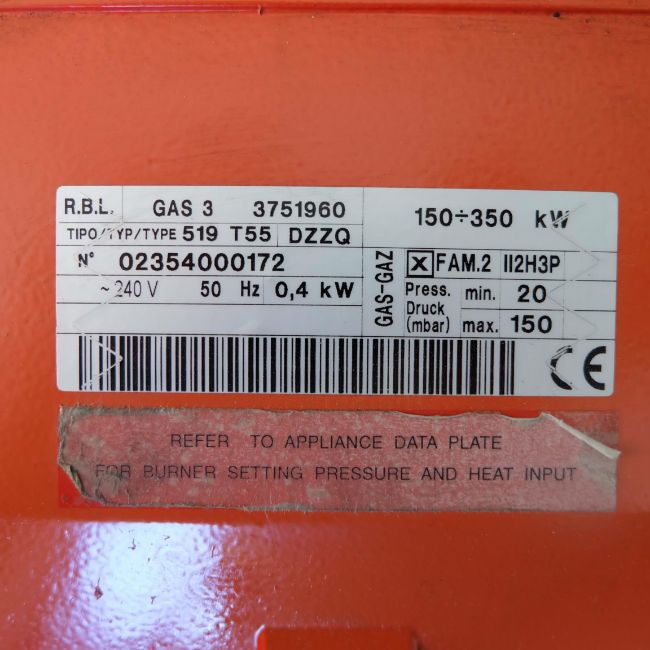 R.B.L. GAS 3 3751960 150÷350 kW
TIPO/TYP/TYPE 519 T55 DZZQ
N° 02354000172
~ 240 V 50 Hz 0,4 kW
GAS-GAZ
X FAM.2 II2H3P
Press. Druck (mbar)
min. 20
max. 150
CE
REFER TO APPLIANCE DATA PLATE
FOR BURNER SETTING PRESSURE AND HEAT INPUT